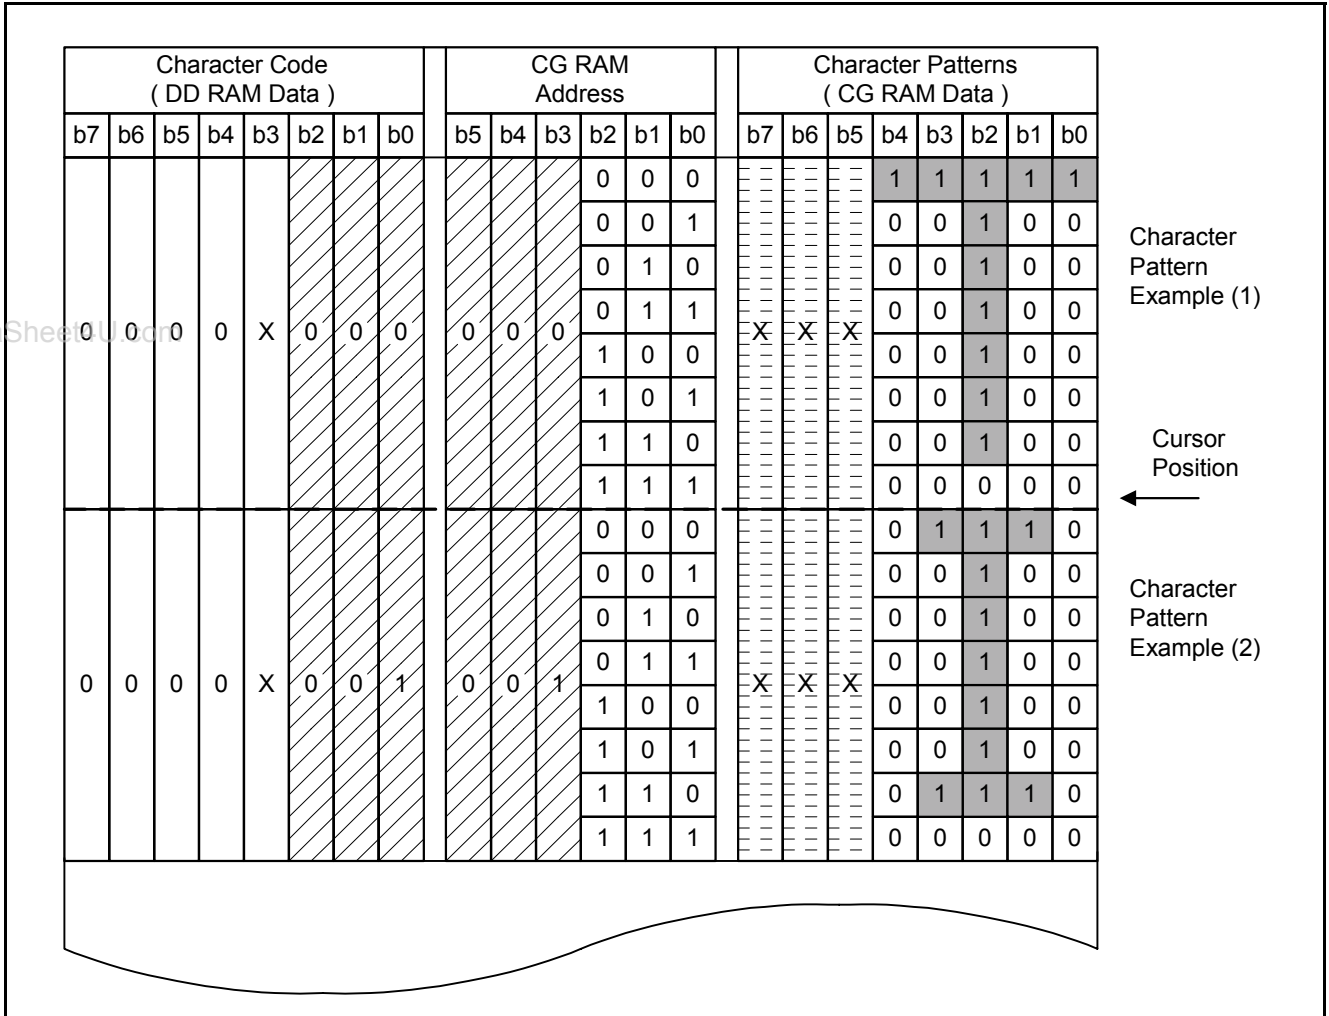 Character Code CG RAM Character Patterns
( DD RAM Data ) Address ( CG RAM Data )
b7 b6 b5 b4 b3 b2 b1 b0 b5 b4 b3 b2 b1 b0 b7 b6 b5 b4 b3 b2 b1 b0
0 0 0 1 1 1 1 1
0 0 1 0 0 1 0 0
Character
Pattern
Example (1)
0 1 0 0 0 1 0 0
0 1 1 0 0 1 0 0
Sheet4U.com
0 0 0 0 X 0 0 0 0 0 0 X X X
1 0 0 0 0 1 0 0
1 0 1 0 0 1 0 0
1 1 0 0 0 1 0 0
Cursor
Position
1 1 1 0 0 0 0 0
0 0 0 0 1 1 1 0
0 0 1 0 0 1 0 0
Character
Pattern
Example (2)
0 1 0 0 0 1 0 0
0 1 1 0 0 1 0 0
0 0 0 0 X 0 0 1 0 0 1 X X X
1 0 0 0 0 1 0 0
1 0 1 0 0 1 0 0
1 1 0 0 1 1 1 0
1 1 1 0 0 0 0 0